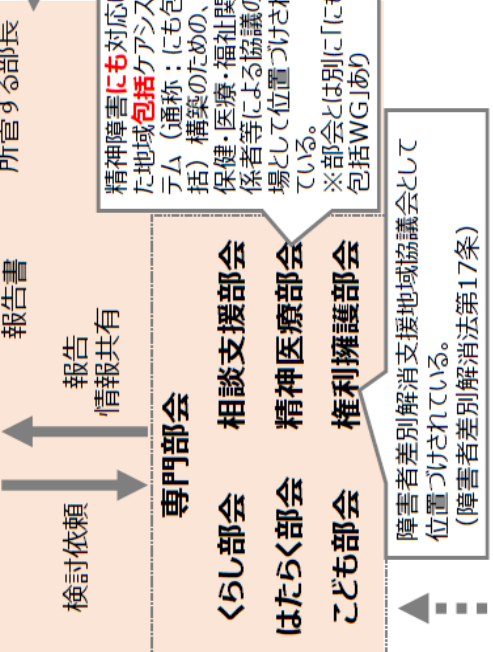 所管する部長
報告書
報告
情報共有
検討依頼
専門部会
くらし部会
相談支援部会
はたらく部会
精神医療部会
こども部会
権利擁護部会
精神障害にも対応
た地域包括ケアシス
テム（通称：にも包
括）構築のための、
保健・医療・福祉関
係者等による協議の
場として位置づけされ
ている。
※部会とは別に「にも
包括WG」あり
障害者差別解消支援地域協議会として
位置づけされている。
（障害者差別解消法第17条）